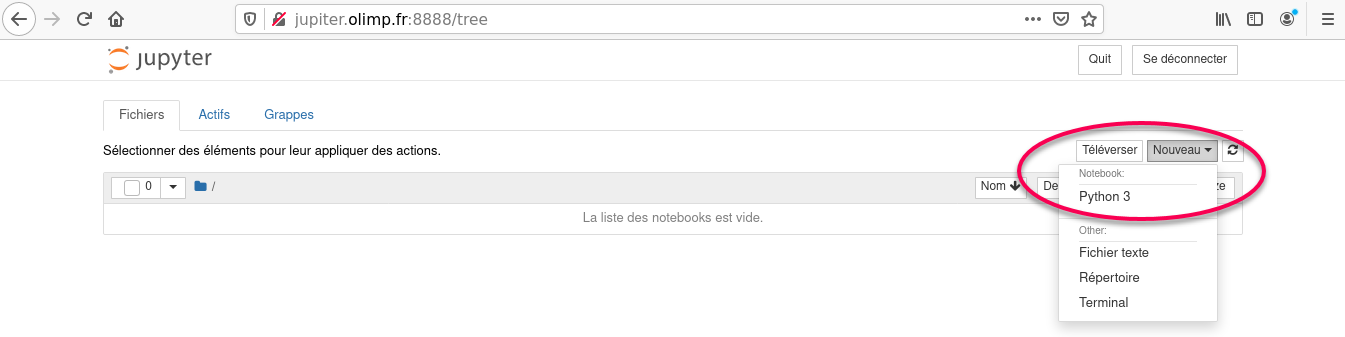 jupiter.olimp.fr:8888/tree
jupyter
Quit
Se déconnecter
Fichiers
Actifs
Grappes
Sélectionner des éléments pour leur appliquer des actions.
Téléverser
Nouveau
0
/
Nom
De
ze
Notebook:
Python 3
La liste des notebooks est vide.
Other:
Fichier texte
Répertoire
Terminal